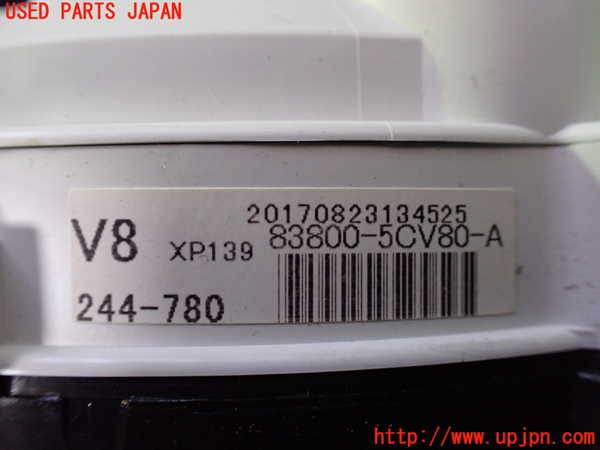 USED PARTS JAPAN
20170823134525
V8 XP139 83800-5CV80-A
244-780
http://www.upjpn.com/